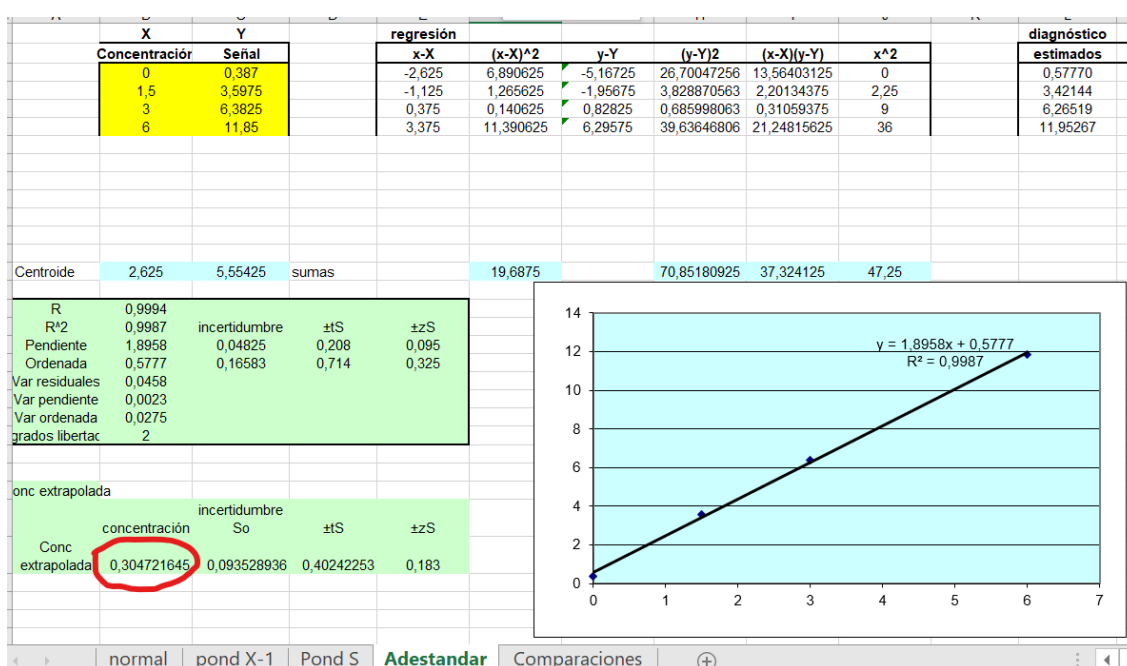 X Y regresión diagnóstico
Concentración Señal x-X (x-X)^2 y-Y (y-Y)2 (x-X)(y-Y) x^2 estimados
0 0,387 -2,625 6,890625 -5,16725 26,70047256 13,56403125 0 0,57770
1,5 3,5975 -1,125 1,265625 -1,95675 3,828870563 2,20134375 2,25 3,42144
3 6,3825 0,375 0,140625 0,82825 0,685998063 0,31059375 9 6,26519
6 11,85 3,375 11,390625 6,29575 39,63646806 21,24815625 36 11,95267
Centroide 2,625 5,55425 sumas 19,6875 70,85180925 37,324125 47,25
R 0,9994
R^2 0,9987 incertidumbre ±tS ±zS
Pendiente 1,8958 0,04825 0,208 0,095
Ordenada 0,5777 0,16583 0,714 0,325
Var residuales 0,0458
Var pendiente 0,0023
Var ordenada 0,0275
grados libertac 2
onc extrapolada
incertidumbre
concentración So ±tS ±zS
Conc
extrapolada 0,304721645 0,093528936 0,40242253 0,183
14
12
10
8
6
4
2
0
y = 1,8958x + 0,5777
R² = 0,9987
0 1 2 3 4 5 6 7
normal pond X-1 Pond S Adestandar Comparaciones